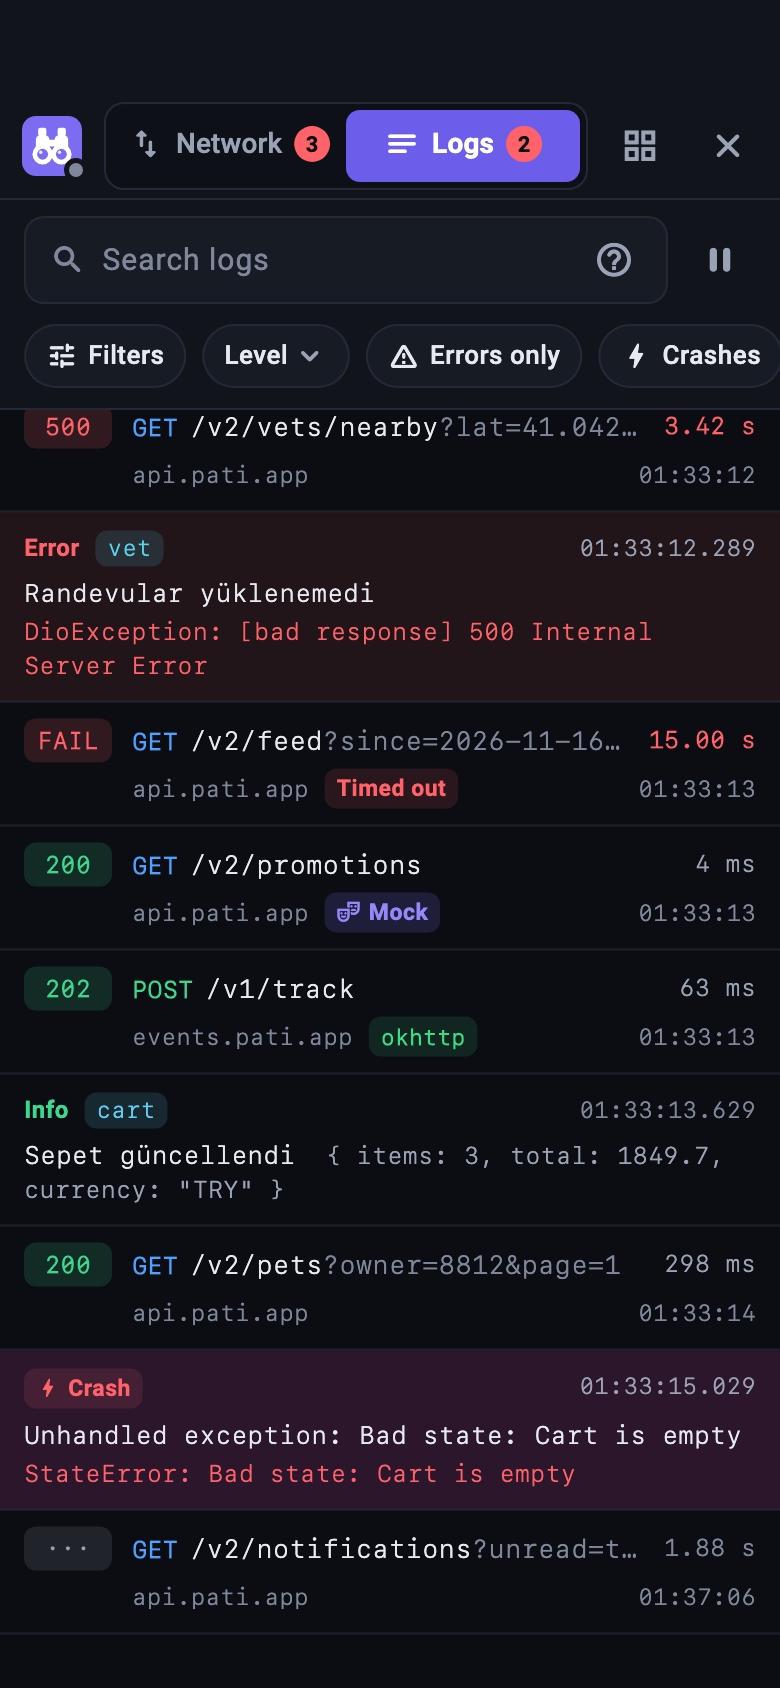 Network 3 Logs 2
Search logs
Filters Level Errors only Crashes
500 GET /v2/vets/nearby?lat=41.042… 3.42 s
api.pati.app 01:33:12
Error vet 01:33:12.289
Randevular yüklenemedi
DioException: [bad response] 500 Internal
Server Error
FAIL GET /v2/feed?since=2026-11-16… 15.00 s
api.pati.app Timed out 01:33:13
200 GET /v2/promotions 4 ms
api.pati.app Mock 01:33:13
202 POST /v1/track 63 ms
events.pati.app okhttp 01:33:13
Info cart 01:33:13.629
Sepet güncellendi { items: 3, total: 1849.7,
currency: "TRY" }
200 GET /v2/pets?owner=8812&page=1 298 ms
api.pati.app 01:33:14
Crash 01:33:15.029
Unhandled exception: Bad state: Cart is empty
StateError: Bad state: Cart is empty
··· GET /v2/notifications?unread=t… 1.88 s
api.pati.app 01:37:06